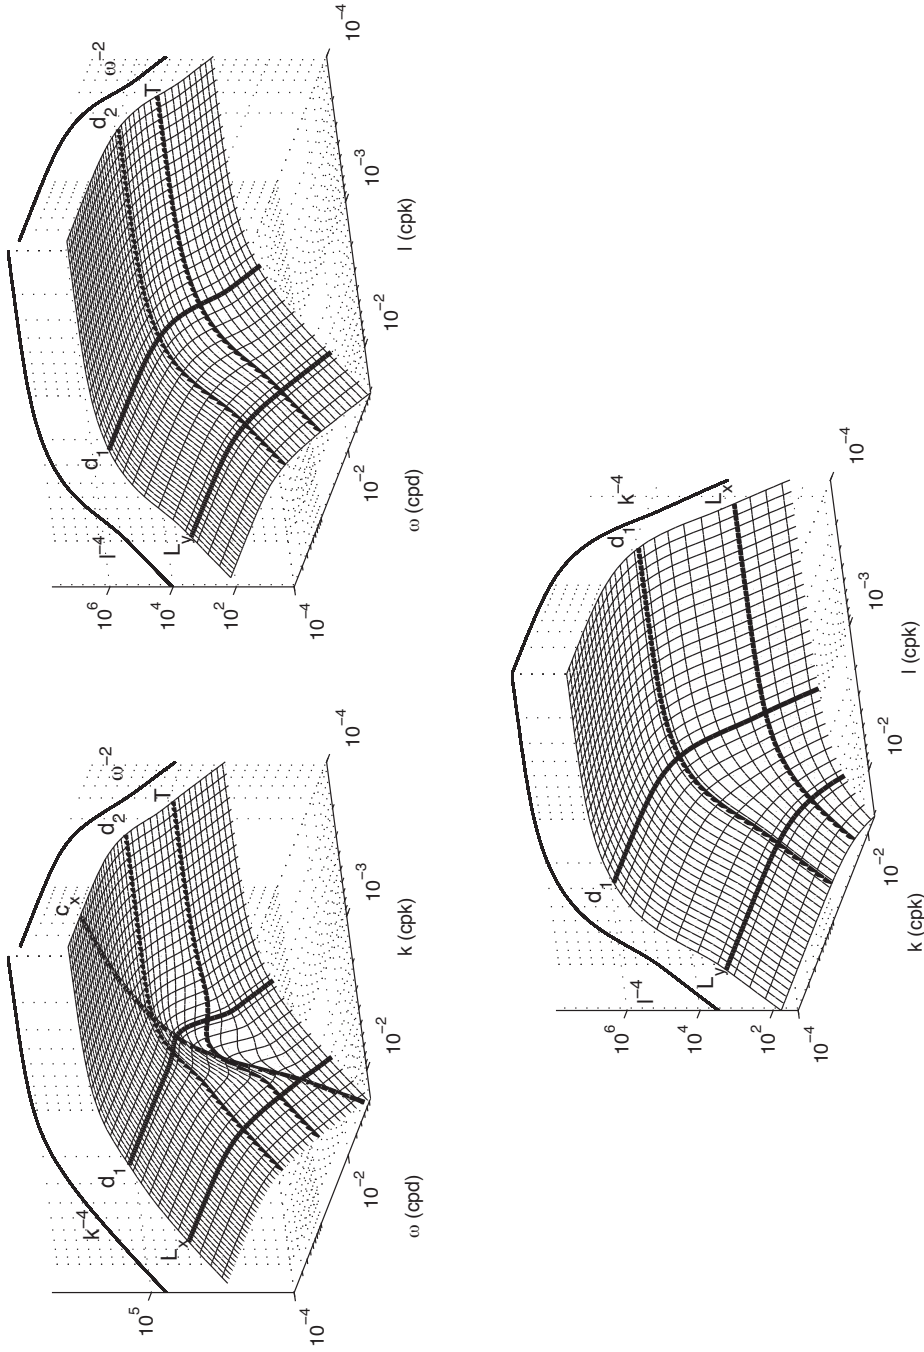 c_x
d_2
ω^{-2}
T
d_1
k^{-4}
L_x
10^5
10^{-4}
10^{-2}
ω (cpd)
10^{-2}
k (cpk)
10^{-3}
10^{-4}
d_2
ω^{-2}
T
d_1
l^{-4}
L_y
10^6
10^4
10^2
10^{-4}
10^{-2}
ω (cpd)
10^{-2}
l (cpk)
10^{-3}
10^{-4}
d_1
k^{-4}
L_x
d_1
l^{-4}
L_y
10^6
10^4
10^2
10^{-4}
10^{-2}
k (cpk)
10^{-2}
l (cpk)
10^{-3}
10^{-4}